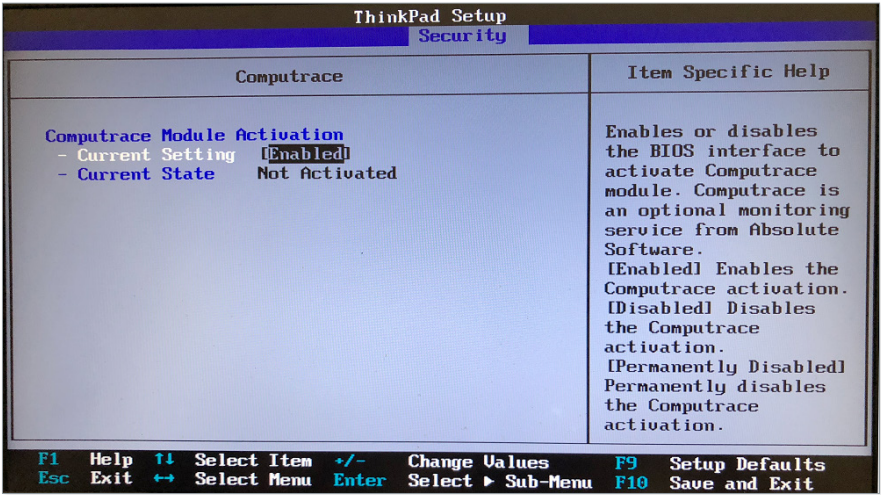 ThinkPad Setup
Security
Computrace
Item Specific Help
Computrace Module Activation
- Current Setting [Enabled]
- Current State Not Activated
Enables or disables
the BIOS interface to
activate Computrace
module. Computrace is
an optional monitoring
service from Absolute
Software.
[Enabled] Enables the
Computrace activation.
[Disabled] Disables
the Computrace
activation.
[Permanently Disabled]
Permanently disables
the Computrace
activation.
F1 Help ↑↓ Select Item +/- Change Values F9 Setup Defaults
Esc Exit ↔ Select Menu Enter Select ▶ Sub-Menu F10 Save and Exit